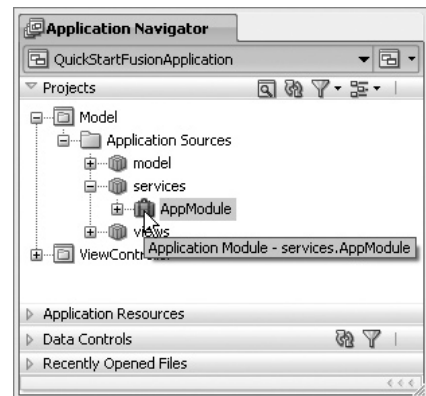 Application Navigator
QuickStartFusionApplication
Projects
Model
Application Sources
model
services
AppModule
views
Application Module - services.AppModule
Application Resources
Data Controls
Recently Opened Files